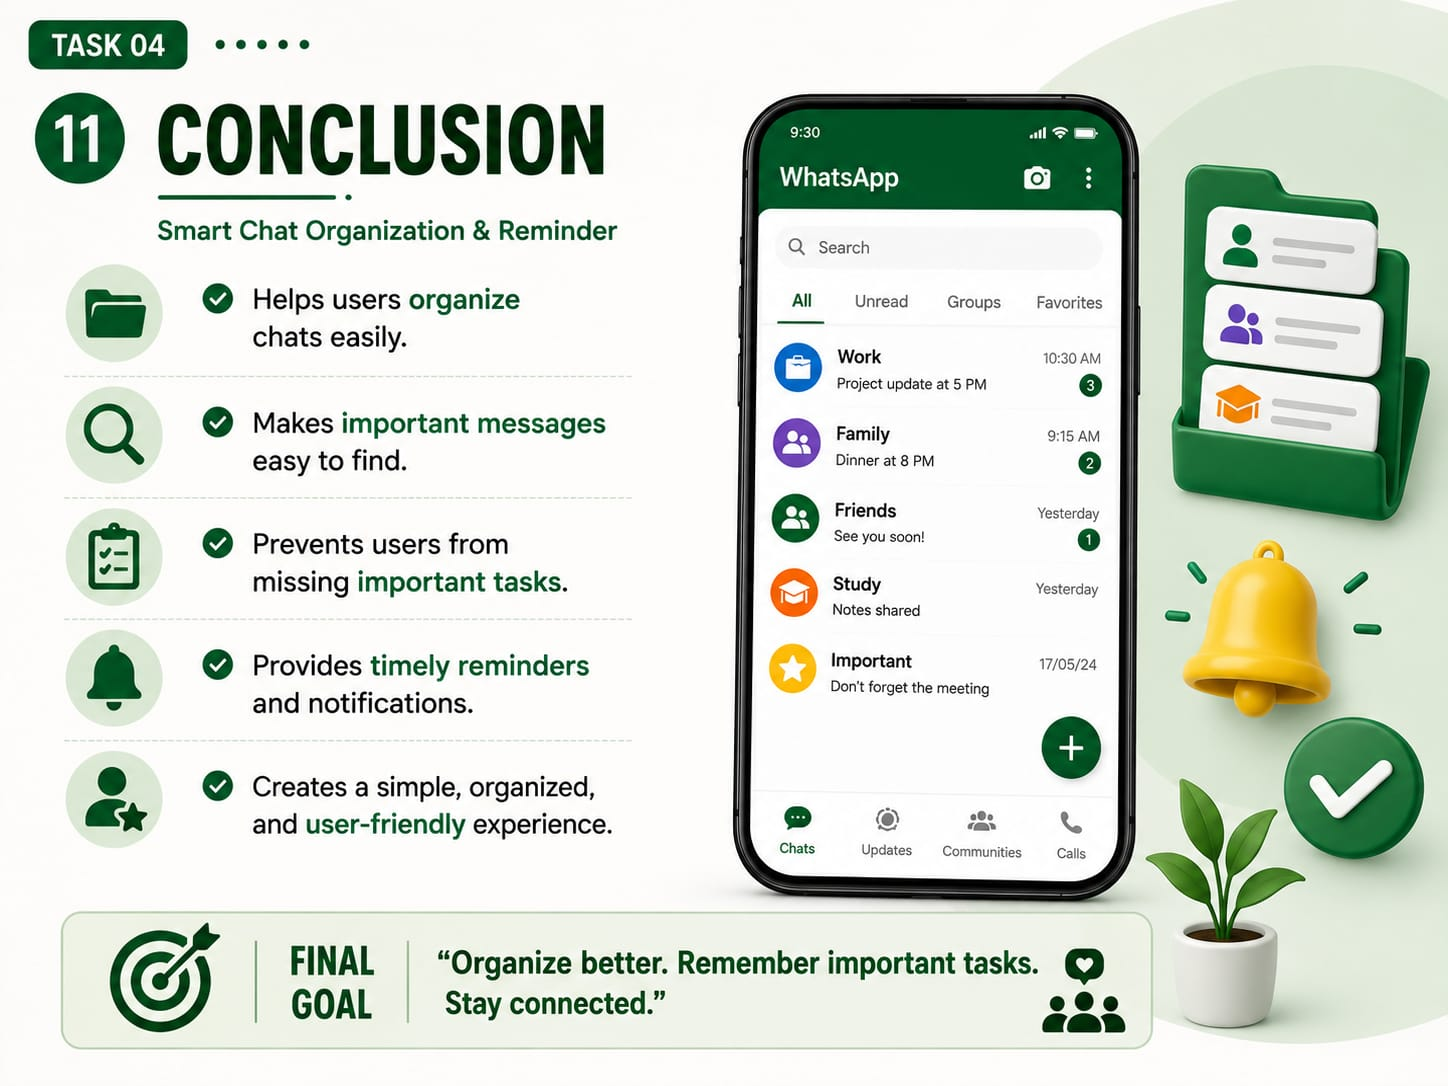 TASK 04
11 CONCLUSION
Smart Chat Organization & Reminder
Helps users organize
chats easily.
Makes important messages
easy to find.
Prevents users from
missing important tasks.
Provides timely reminders
and notifications.
Creates a simple, organized,
and user-friendly experience.
9:30
WhatsApp
Search
All Unread Groups Favorites
Work 10:30 AM
Project update at 5 PM 3
Family 9:15 AM
Dinner at 8 PM 2
Friends Yesterday
See you soon! 1
Study Yesterday
Notes shared
Important 17/05/24
Don't forget the meeting
Chats Updates Communities Calls
FINAL
GOAL
“Organize better. Remember important tasks.
Stay connected.”